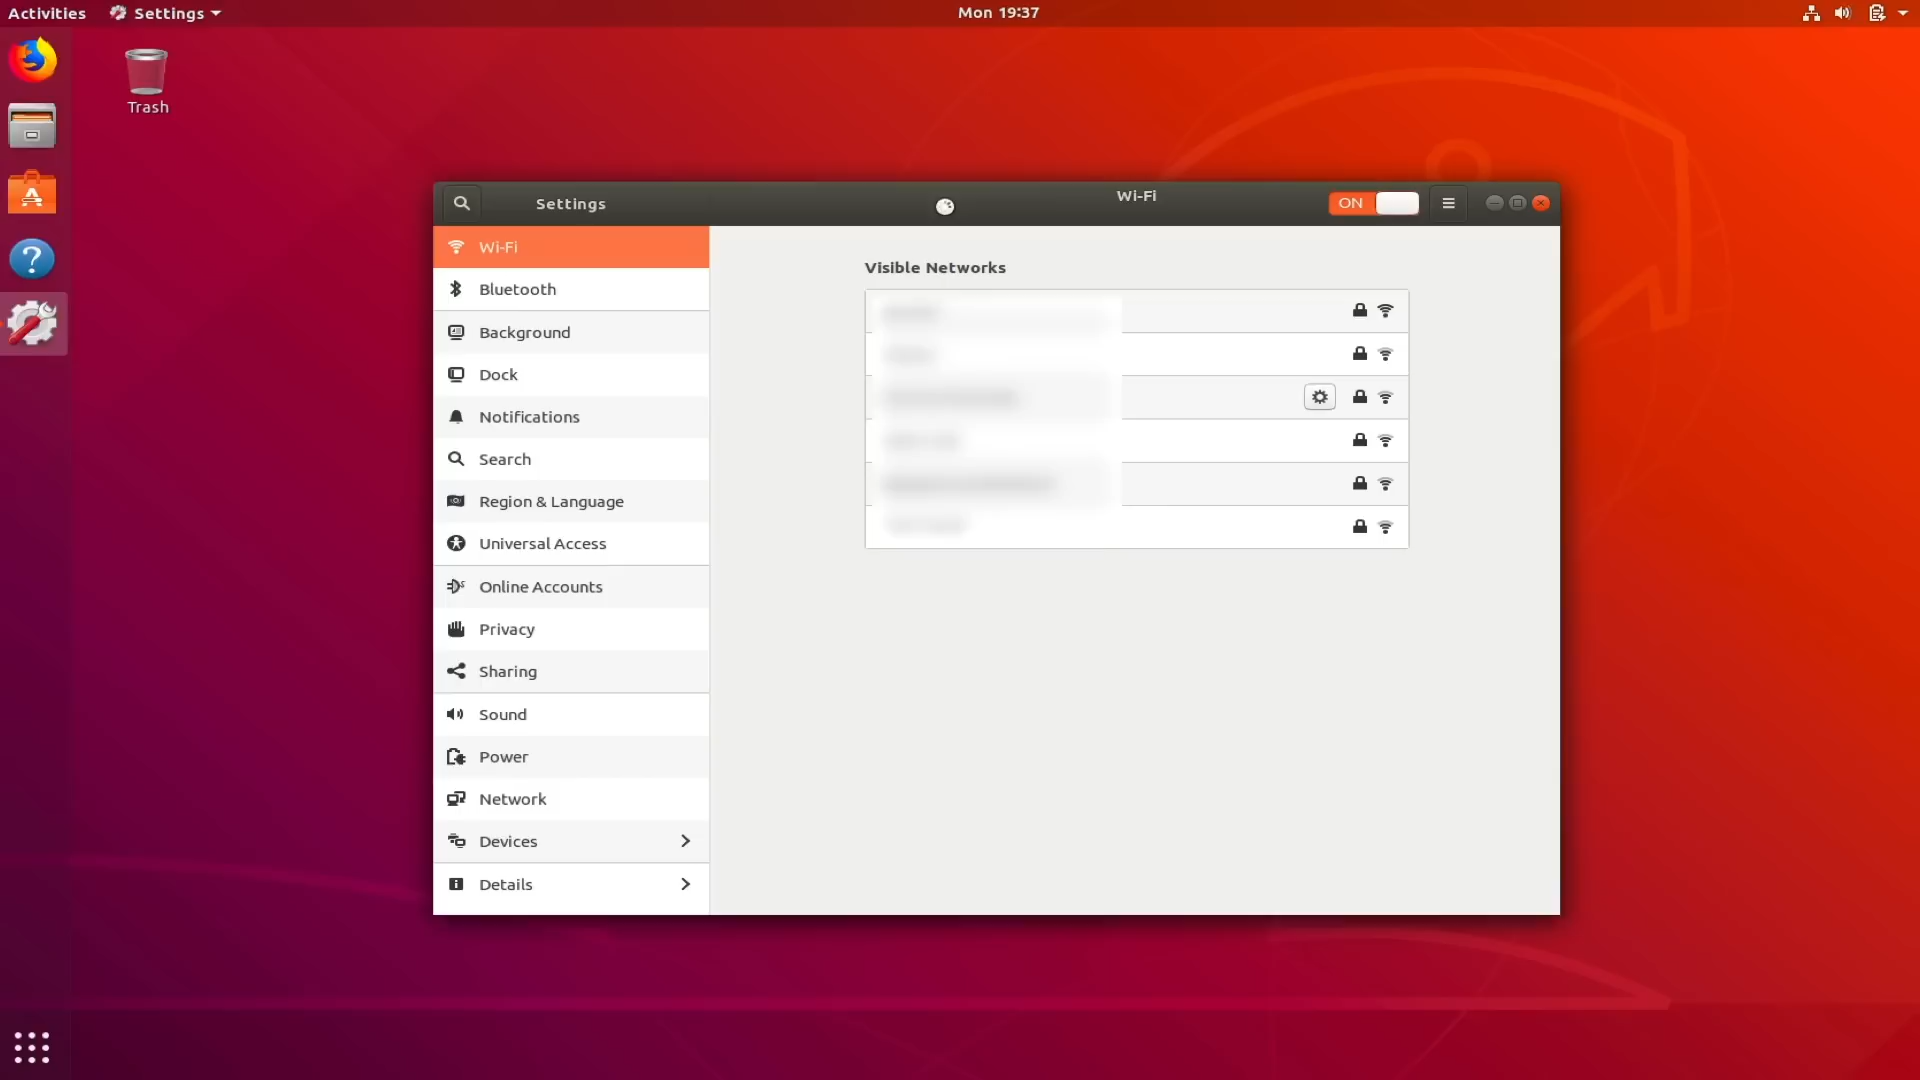 Activities Settings Mon 19:37
Trash
Settings Wi-Fi ON
Wi-Fi
Visible Networks
Bluetooth
Background
Dock
Notifications
Search
Region & Language
Universal Access
Online Accounts
Privacy
Sharing
Sound
Power
Network
Devices
Details